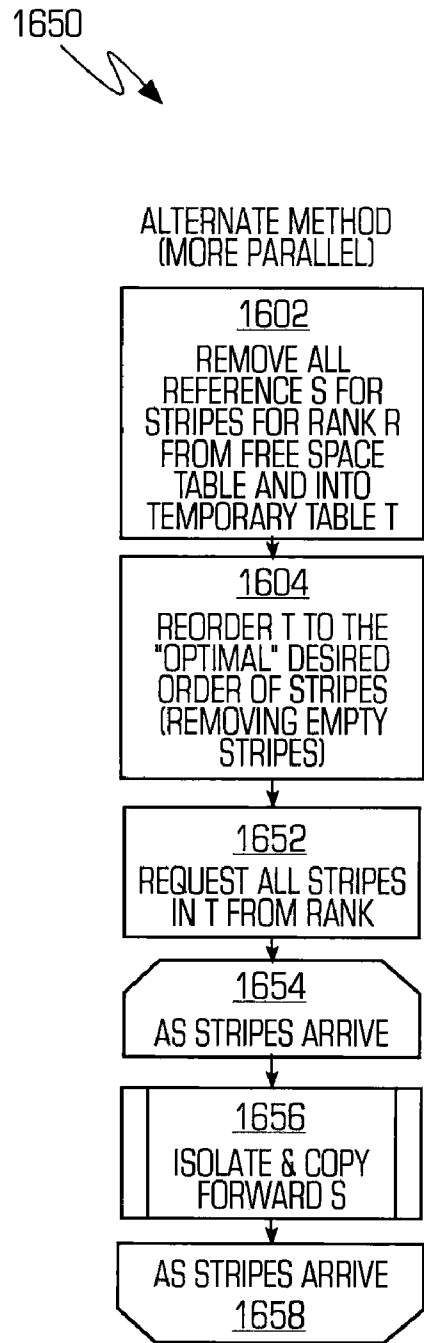 1650
ALTERNATE METHOD
(MORE PARALLEL)
1602
REMOVE ALL
REFERENCE S FOR
STRIPES FOR RANK R
FROM FREE SPACE
TABLE AND INTO
TEMPORARY TABLE T
1604
REORDER T TO THE
"OPTIMAL" DESIRED
ORDER OF STRIPES
(REMOVING EMPTY
STRIPES)
1652
REQUEST ALL STRIPES
IN T FROM RANK
1654
AS STRIPES ARRIVE
1656
ISOLATE & COPY
FORWARD S
AS STRIPES ARRIVE
1658